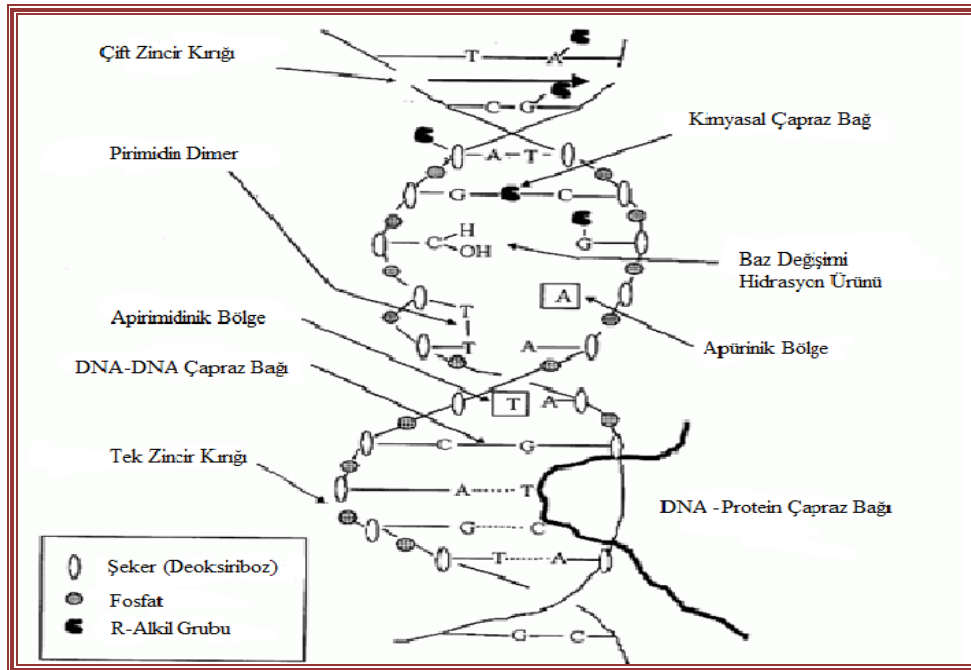 Çift Zincir Kırığı
T A
C G
Kimyasal Çapraz Bağ
Pirimidin Dimer
A T
G C
H
C
OH
G
Baz Değişimi
Hidrasyon Ürünü
A
T
Apirimidinik Bölge
T A
Apürinik Bölge
DNA-DNA Çapraz Bağı
T A
C G
Tek Zincir Kırığı
A T
DNA -Protein Çapraz Bağı
G C
T A
Şeker (Deoksiriboz)
Fosfat
R-Alkil Grubu
G C